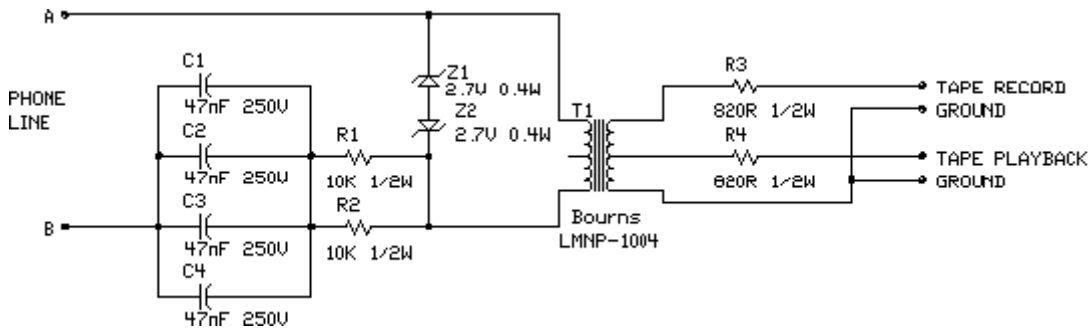 A
C1
47nF 250V
PHONE
LINE
C2
47nF 250V
C3
47nF 250V
C4
47nF 250V
B
R1
10K 1/2W
R2
10K 1/2W
Z1
2.7V 0.4W
Z2
2.7V 0.4W
T1
Bourns
LMNP-1004
R3
820R 1/2W
R4
820R 1/2W
TAPE RECORD
GROUND
TAPE PLAYBACK
GROUND